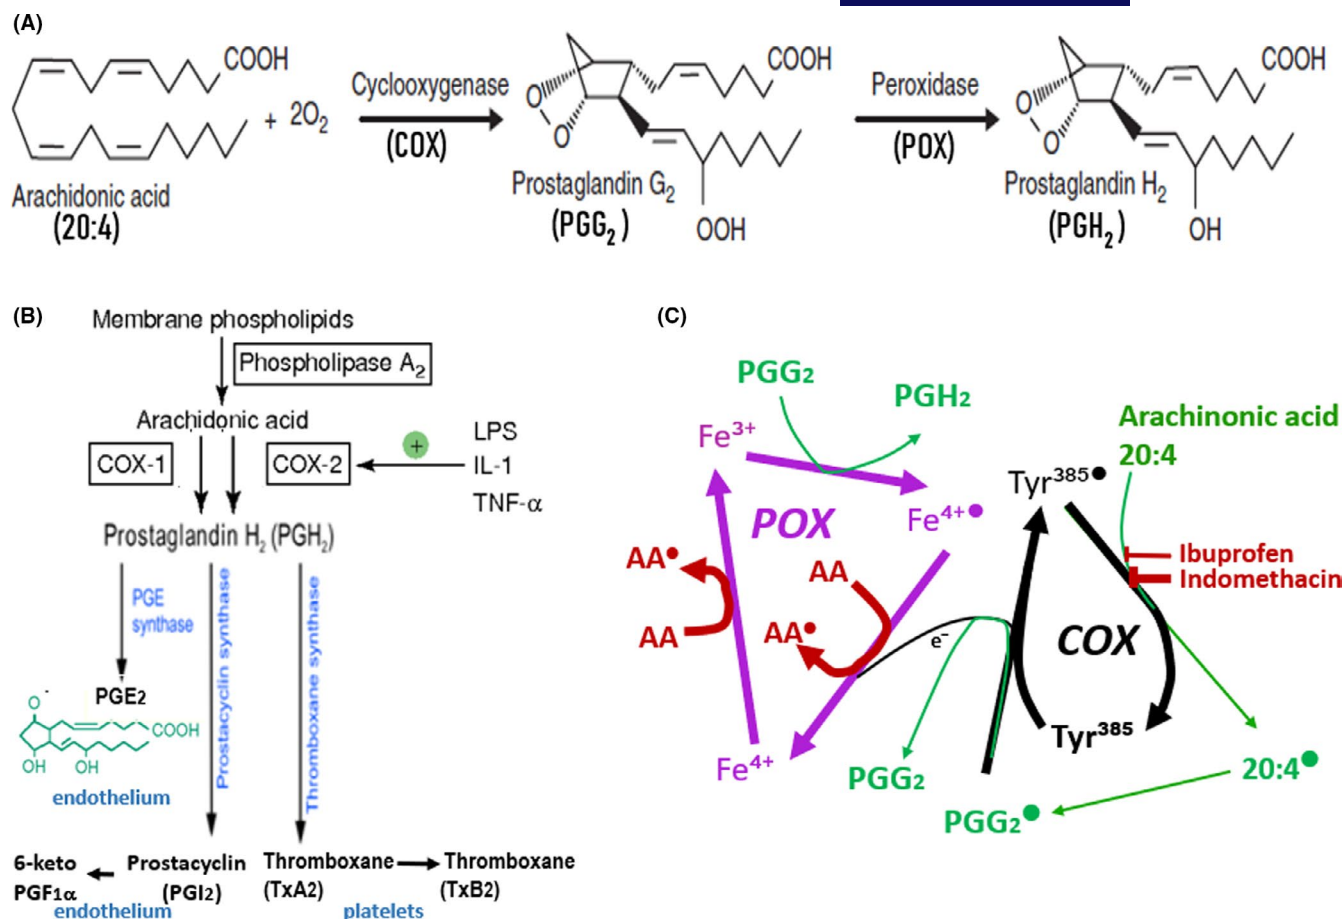 (A)
COOH
+ 2O₂
Arachidonic acid
(20:4)
Cyclooxygenase
(COX)
COOH
O
O
Prostaglandin G₂
(PGG₂)
OOH
Peroxidase
(POX)
COOH
O
O
Prostaglandin H₂
(PGH₂)
OH
(B)
Membrane phospholipids
Phospholipase A₂
Arachidonic acid
COX-1
COX-2
+
LPS
IL-1
TNF-α
Prostaglandin H₂ (PGH₂)
PGE
synthase
Prostacyclin synthase
Thromboxane synthase
PGE2
O⁻
COOH
OH
OH
endothelium
6-keto
PGF1α
Prostacyclin
(PGI2)
endothelium
Thromboxane
(TxA2)
Thromboxane
(TxB2)
platelets
(C)
PGG₂
PGH₂
Fe³⁺
POX
Fe⁴⁺●
AA●
AA
AA
AA●
Fe⁴⁺
e⁻
PGG₂
Arachinonic acid
20:4
Tyr³⁸⁵●
Ibuprofen
Indomethacin
COX
Tyr³⁸⁵
20:4●
PGG₂●